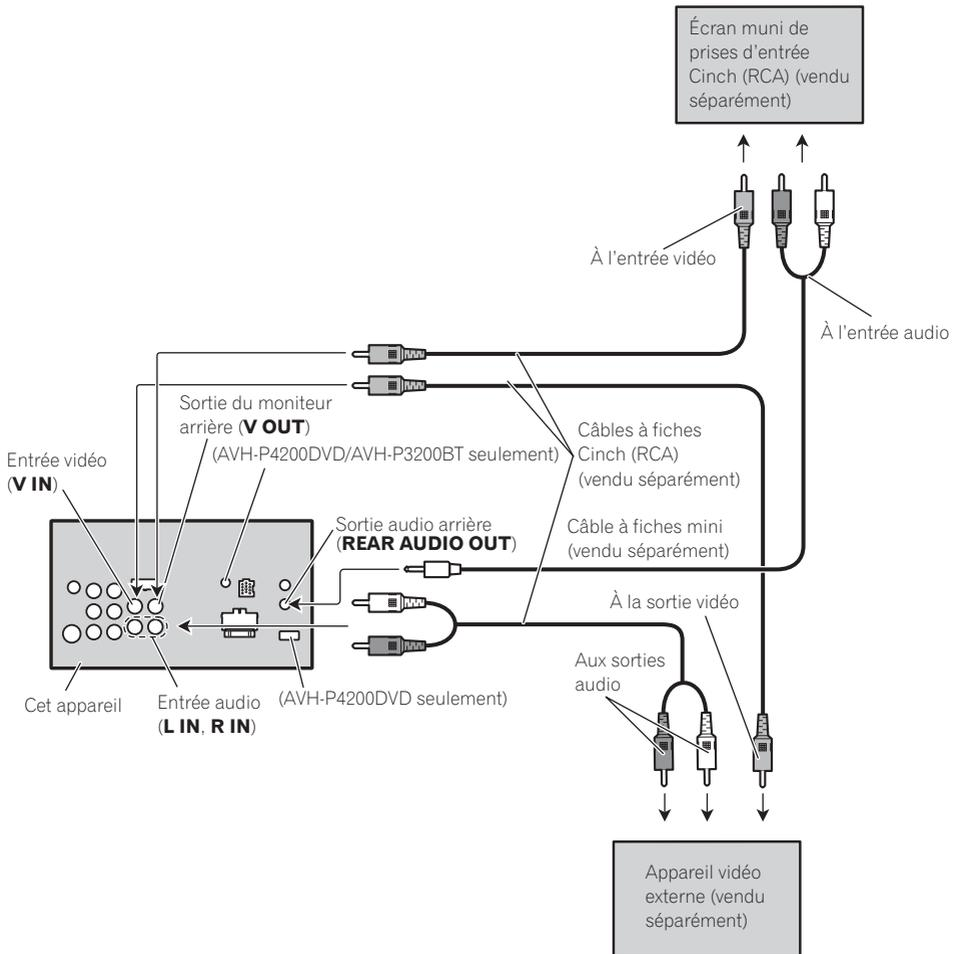 Écran muni de
prises d'entrée
Cinch (RCA) (vendu
séparément)
À l'entrée vidéo
À l'entrée audio
Sortie du moniteur
arrière (V OUT)
(AVH-P4200DVD/AVH-P3200BT seulement)
Entrée vidéo
(V IN)
Câbles à fiches
Cinch (RCA)
(vendu séparément)
Sortie audio arrière
(REAR AUDIO OUT)
Câble à fiches mini
(vendu séparément)
À la sortie vidéo
Aux sorties
audio
Cet appareil
Entrée audio
(L IN, R IN)
(AVH-P4200DVD seulement)
Appareil vidéo
externe (vendu
séparément)